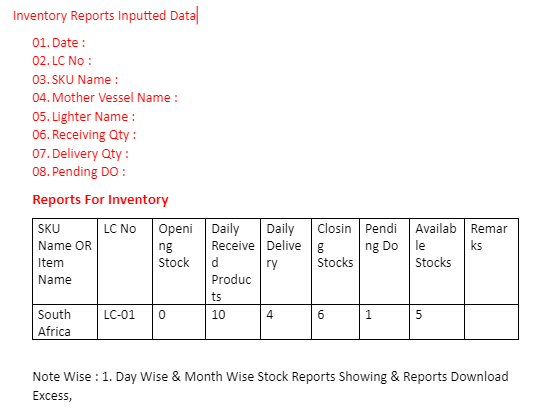 Inventory Reports Inputted Data
01. Date :
02. LC No :
03. SKU Name :
04. Mother Vessel Name :
05. Lighter Name :
06. Receiving Qty :
07. Delivery Qty :
08. Pending DO :
Reports For Inventory
SKU Name OR Item Name | LC No | Opening Stock | Daily Received Products | Daily Delivery | Closing Stocks | Pending Do | Available Stocks | Remarks
South Africa | LC-01 | 0 | 10 | 4 | 6 | 1 | 5
Note Wise : 1. Day Wise & Month Wise Stock Reports Showing & Reports Download
Excess,